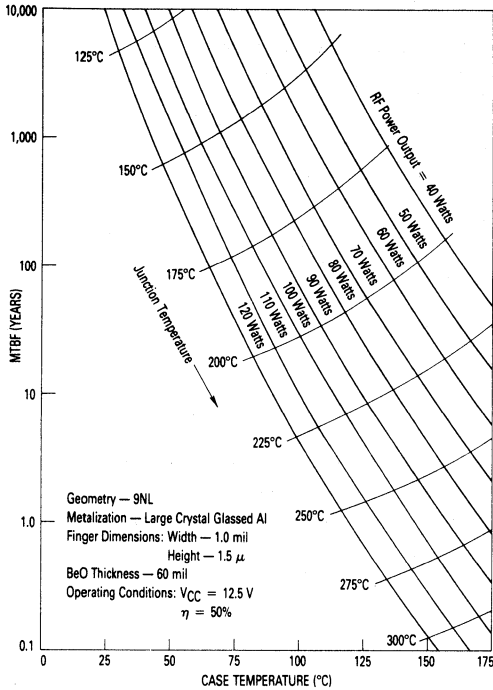 10,000
1,000
100
10
1.0
0.1
MTBF (YEARS)
125°C
150°C
175°C
200°C
225°C
250°C
275°C
300°C
Junction Temperature
RF Power Output = 40 Watts
50 Watts
60 Watts
70 Watts
80 Watts
90 Watts
100 Watts
110 Watts
120 Watts
Geometry — 9NL
Metalization — Large Crystal Glassed Al
Finger Dimensions: Width — 1.0 mil
Height — 1.5 μ
BeO Thickness — 60 mil
Operating Conditions: VCC = 12.5 V
η = 50%
0 25 50 75 100 125 150 175
CASE TEMPERATURE (°C)